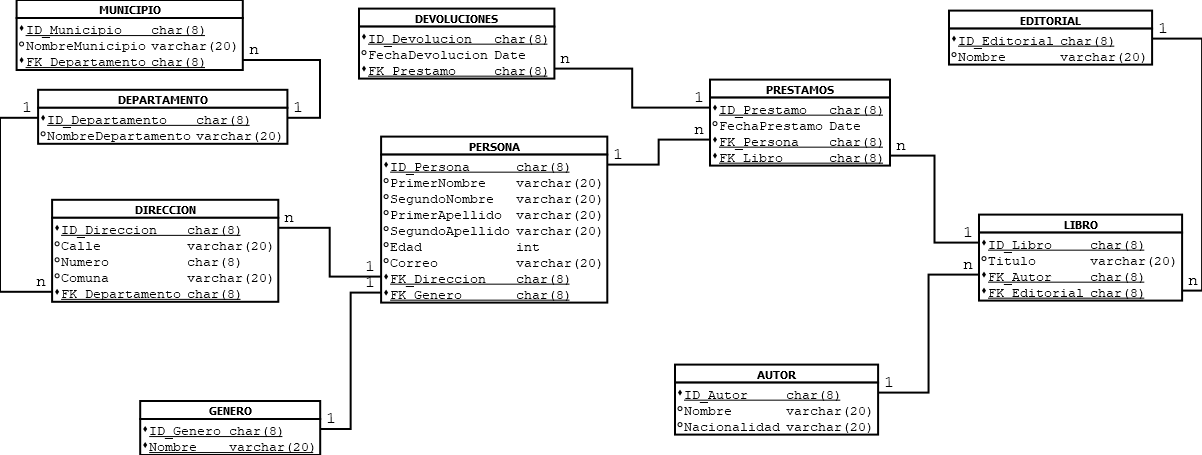 MUNICIPIO
ID_Municipio char(8)
NombreMunicipio varchar(20)
FK_Departamento char(8)
n
DEPARTAMENTO
ID_Departamento char(8)
NombreDepartamento varchar(20)
1
1
DIRECCION
ID_Direccion char(8)
Calle varchar(20)
Numero char(8)
Comuna varchar(20)
FK_Departamento char(8)
n
n
GENERO
ID_Genero char(8)
Nombre varchar(20)
1
DEVOLUCIONES
ID_Devolucion char(8)
FechaDevolucion Date
FK_Prestamo char(8)
n
PERSONA
ID_Persona char(8)
PrimerNombre varchar(20)
SegundoNombre varchar(20)
PrimerApellido varchar(20)
SegundoApellido varchar(20)
Edad int
Correo varchar(20)
FK_Direccion char(8)
FK_Genero char(8)
1
1
1
PRESTAMOS
ID_Prestamo char(8)
FechaPrestamo Date
FK_Persona char(8)
FK_Libro char(8)
1
n
n
EDITORIAL
ID_Editorial char(8)
Nombre varchar(20)
1
LIBRO
ID_Libro char(8)
Titulo varchar(20)
FK_Autor char(8)
FK_Editorial char(8)
1
n
n
AUTOR
ID_Autor char(8)
Nombre varchar(20)
Nacionalidad varchar(20)
1